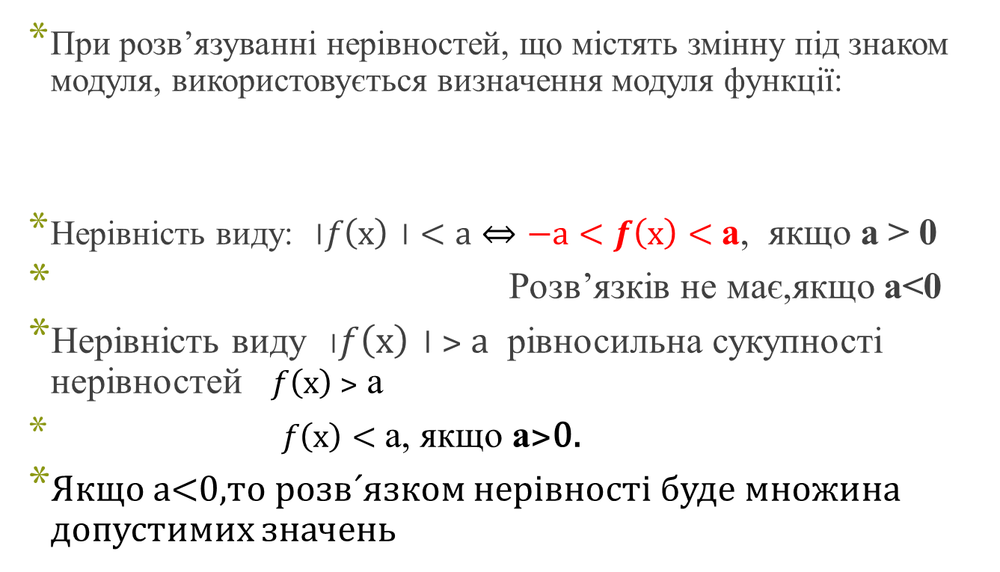 * При розв’язуванні нерівностей, що містять змінну під знаком
модуля, використовується визначення модуля функції:
* Нерівність виду: |f(x) | < a ⇔ −a < f(x) < a, якщо a > 0
* Розв’язків не має,якщо a<0
* Нерівність виду |f(x) | > a рівносильна сукупності
нерівностей f(x) > a
* f(x) < a, якщо a>0.
* Якщо a<0,то розв´язком нерівності буде множина
допустимих значень